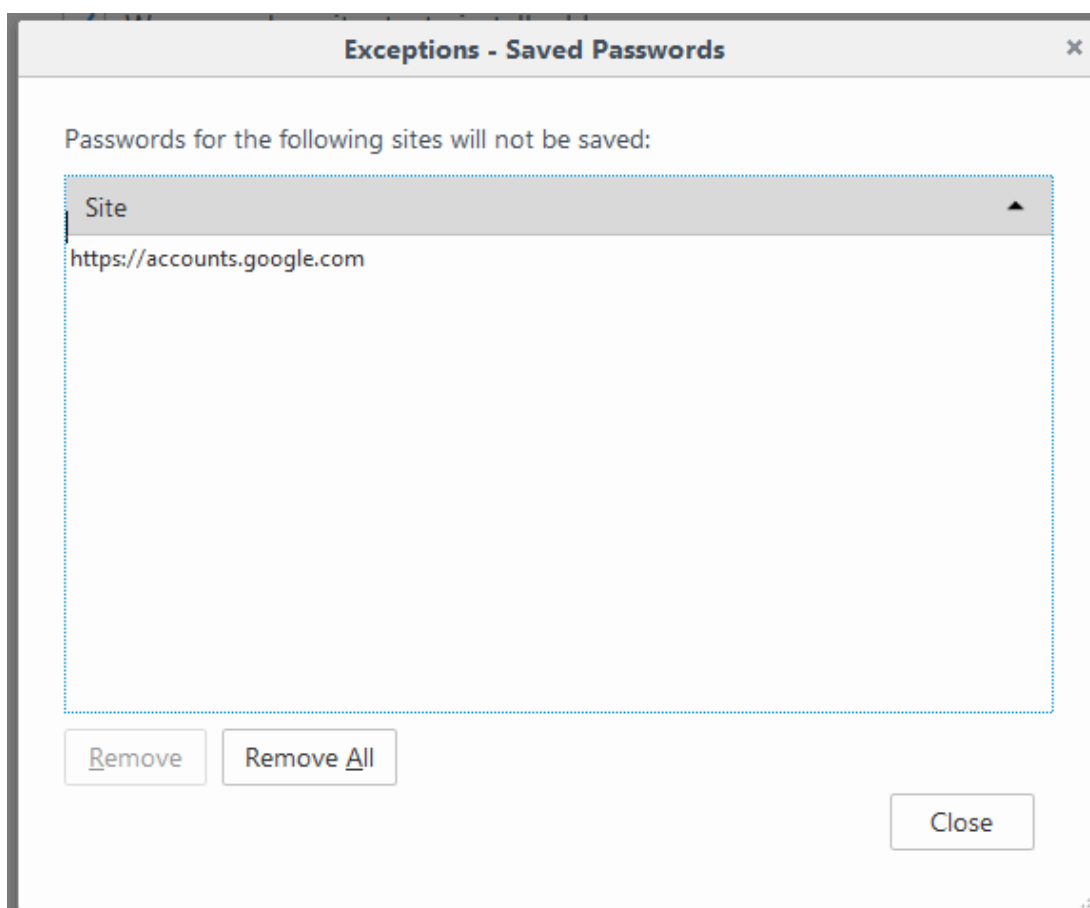 Exceptions - Saved Passwords
Passwords for the following sites will not be saved:
Site
https://accounts.google.com
Remove
Remove All
Close